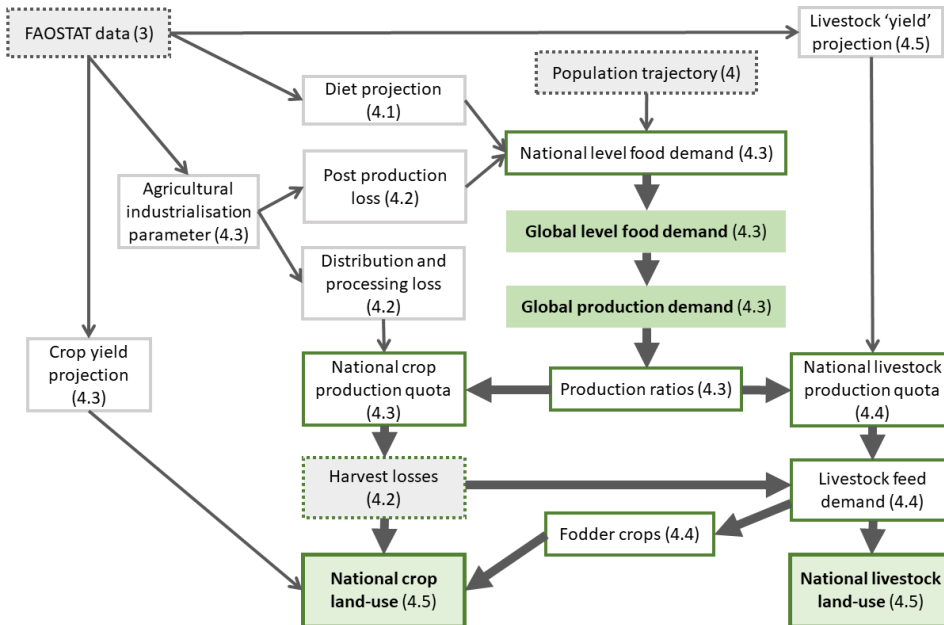 FAOSTAT data (3)
Livestock ‘yield’
projection (4.5)
Population trajectory (4)
Diet projection
(4.1)
National level food demand (4.3)
Agricultural
industrialisation
parameter (4.3)
Post production
loss (4.2)
Global level food demand (4.3)
Distribution and
processing loss
(4.2)
Global production demand (4.3)
Crop yield
projection
(4.3)
National crop
production quota
(4.3)
Production ratios (4.3)
National livestock
production quota
(4.4)
Harvest losses
(4.2)
Livestock feed
demand (4.4)
Fodder crops (4.4)
National crop
land-use (4.5)
National livestock
land-use (4.5)